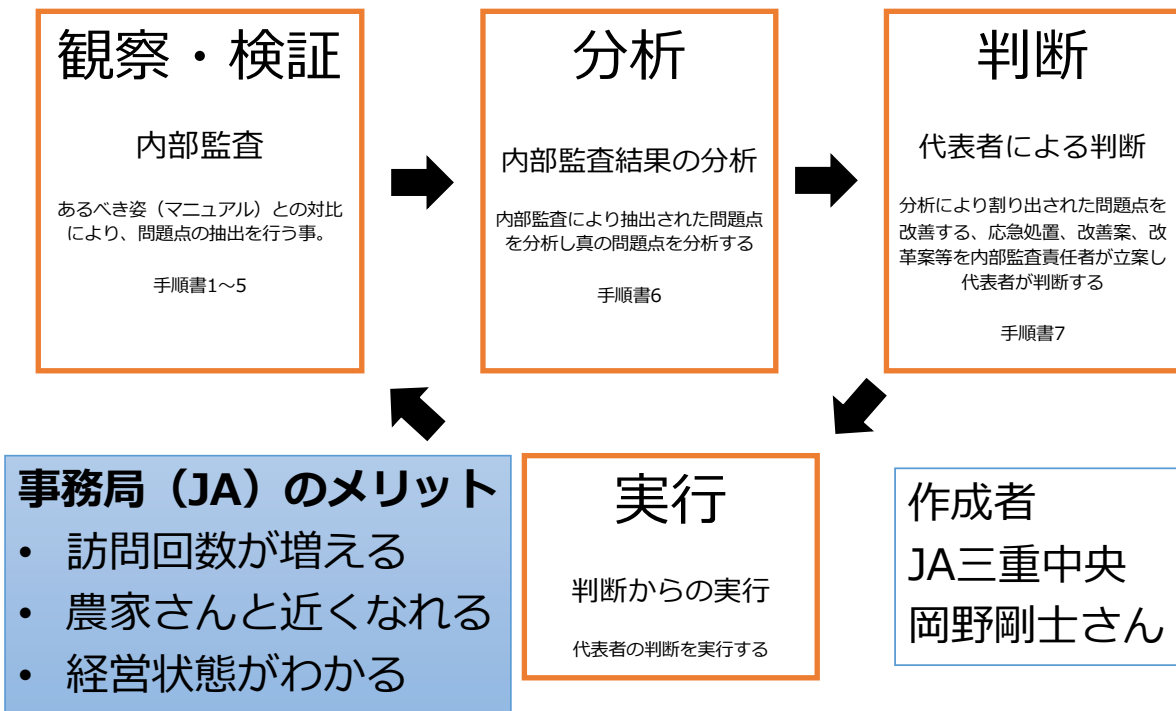 観察・検証
内部監査
あるべき姿（マニュアル）との対比
により、問題点の抽出を行う事。
手順書1～5
分析
内部監査結果の分析
内部監査により抽出された問題点
を分析し真の問題点を分析する
手順書6
判断
代表者による判断
分析により割り出された問題点を
改善する、応急処置、改善案、改
革案等を内部監査責任者が立案し
代表者が判断する
手順書7
事務局（JA）のメリット
• 訪問回数が増える
• 農家さんと近くなれる
• 経営状態がわかる
実行
判断からの実行
代表者の判断を実行する
作成者
JA三重中央
岡野剛士さん